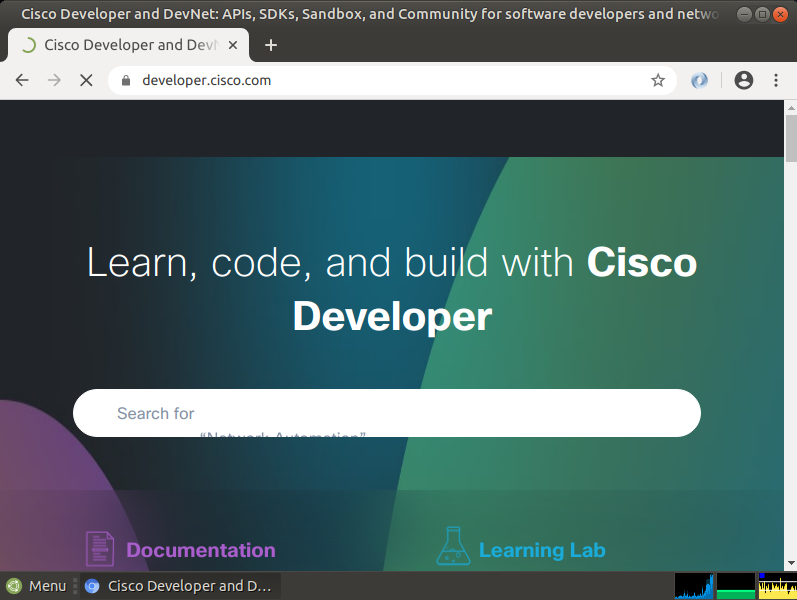 Cisco Developer and DevNet: APIs, SDKs, Sandbox, and Community for software developers and netwo
Cisco Developer and DevN
developer.cisco.com
Learn, code, and build with Cisco
Developer
Search for
“Network Automation”
Documentation
Learning Lab
Menu
Cisco Developer and D...